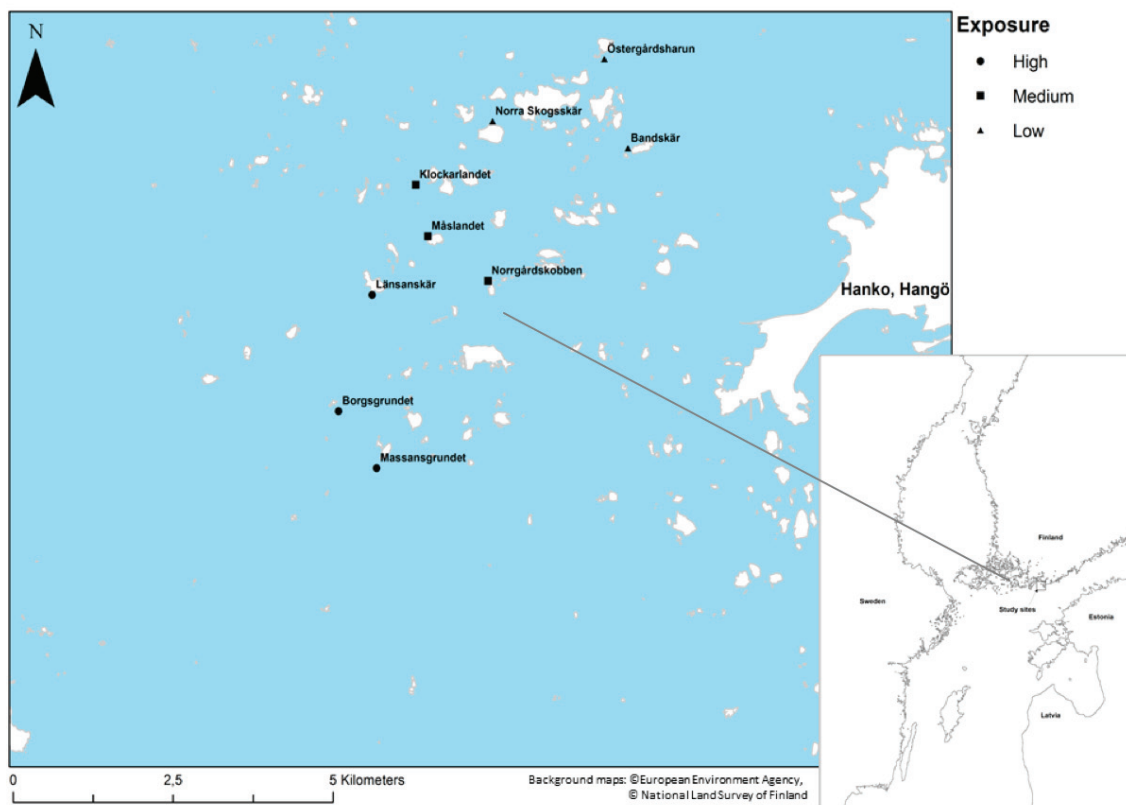 N
Exposure
High
Medium
Low
Östergårdsharun
Norra Skogsskär
Bandskär
Klockarlandet
Måslandet
Norrgårdskobben
Länsanskär
Hanko, Hangö
Borgsgrundet
Massansgrundet
Finland
Sweden
Study sites
Estonia
Latvia
0 2,5 5 Kilometers
Background maps: ©European Environment Agency,
© National Land Survey of Finland